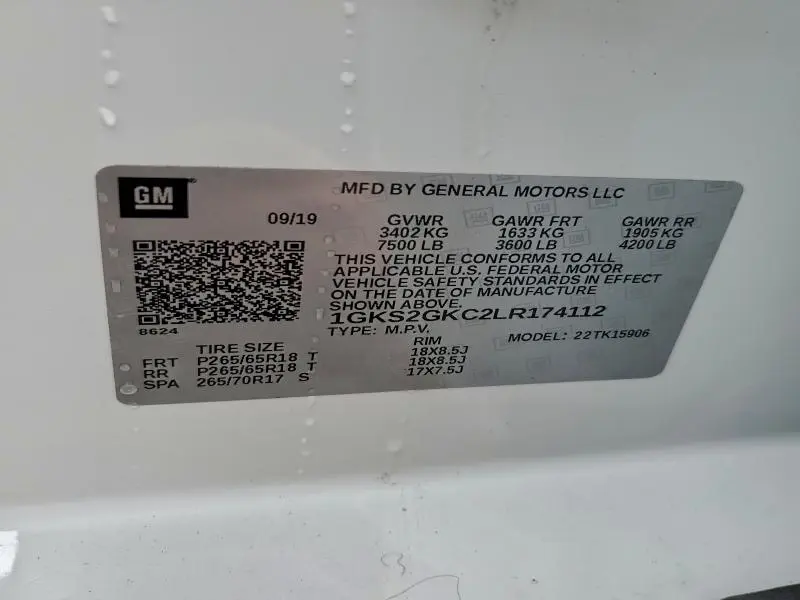 GM
MFD BY GENERAL MOTORS LLC
09/19
GVWR GAWR FRT GAWR RR
3402 KG 1633 KG 1905 KG
7500 LB 3600 LB 4200 LB
THIS VEHICLE CONFORMS TO ALL
APPLICABLE U.S. FEDERAL MOTOR
VEHICLE SAFETY STANDARDS IN EFFECT
ON THE DATE OF MANUFACTURE
SHOWN ABOVE.
8624
1GKS2GKC2LR174112
TYPE: M.P.V. MODEL: 22TK15906
TIRE SIZE RIM
FRT P265/65R18 T 18X8.5J
RR P265/65R18 T 18X8.5J
SPA 265/70R17 S 17X7.5J